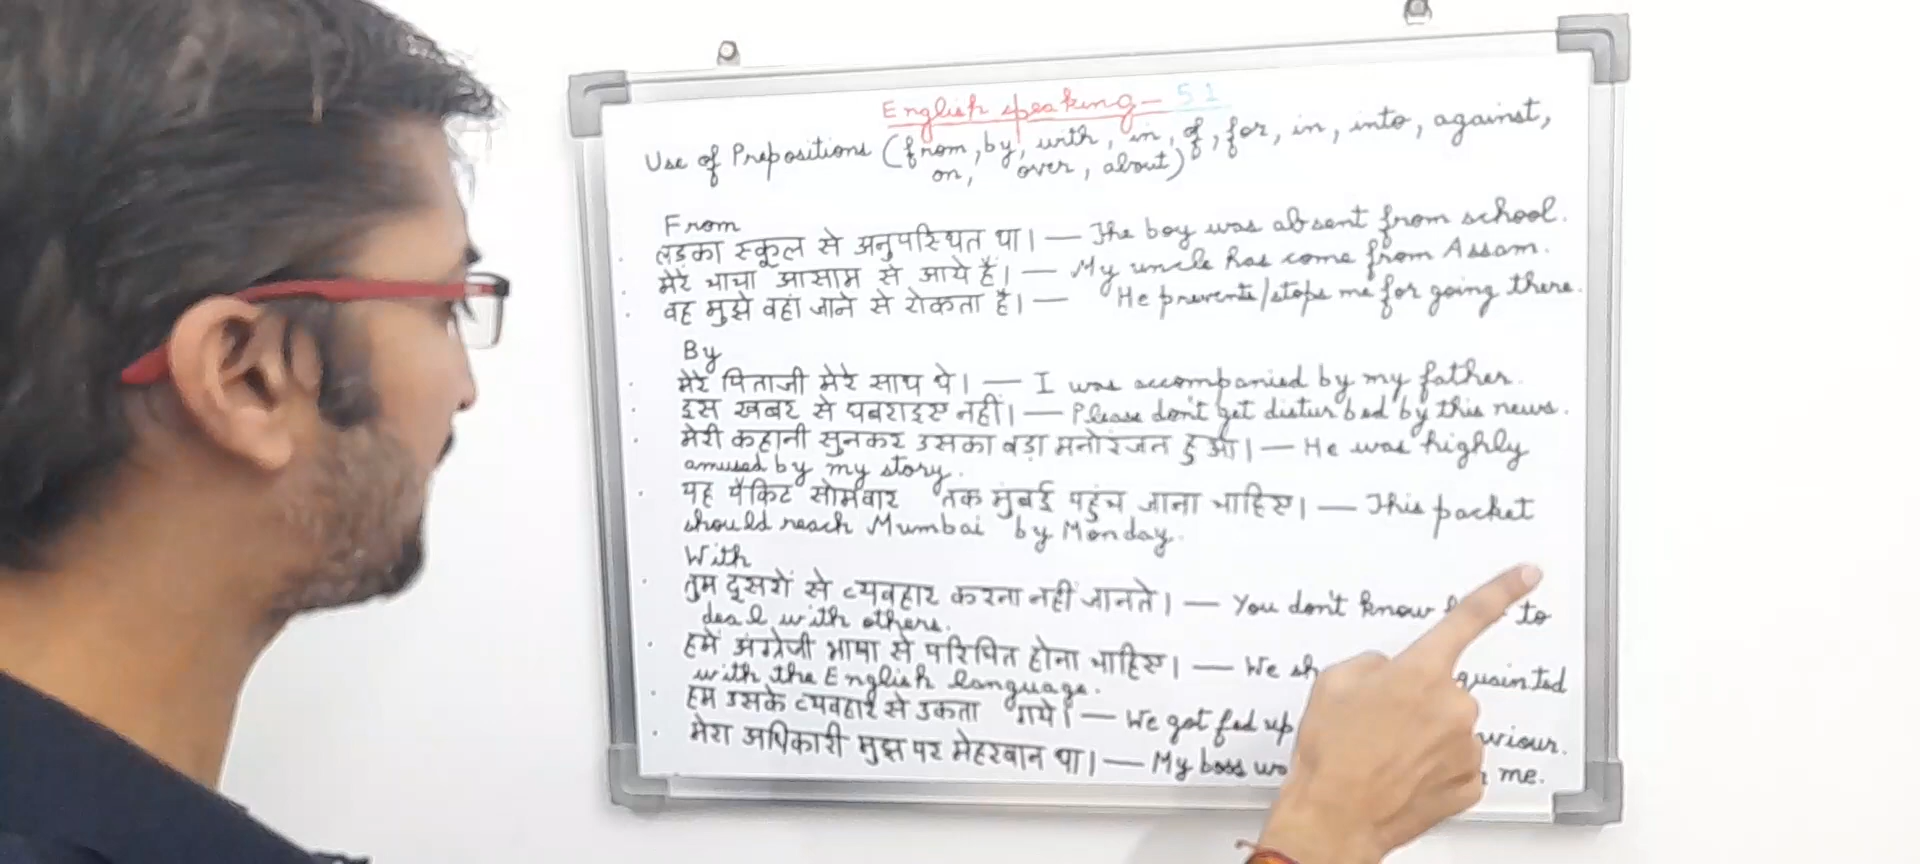 English speaking - 51
Use of Prepositions (from, by, with, in, of, for, in, into, against,
on, over, about)
From
लड़का स्कूल से अनुपस्थित था। — The boy was absent from school.
मेरे चाचा आसाम से आये हैं। — My uncle has come from Assam.
वह मुझे वहां जाने से रोकता है। — He prevents/stops me for going there.
By
मेरे पिताजी मेरे साथ थे। — I was accompanied by my father.
इस खबर से घबराइए नहीं। — Please don't get disturbed by this news.
मेरी कहानी सुनकर उसका बड़ा मनोरंजन हुआ। — He was highly
amused by my story.
यह पैकिट सोमवार तक मुंबई पहुंच जाना चाहिए। — This packet
should reach Mumbai by Monday.
With
तुम दूसरों से व्यवहार करना नहीं जानते। — You don't know to
deal with others.
हमें अंग्रेजी भाषा से परिचित होना चाहिए। — We
with the English language.
हम उसके व्यवहार से उकता गये। — We got fed up
मेरा अधिकारी मुझ पर मेहरबान था। — My boss me.